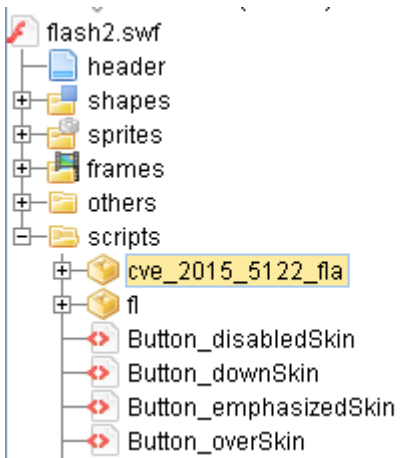 flash2.swf
header
shapes
sprites
frames
others
scripts
cve_2015_5122_fla
fl
Button_disabledSkin
Button_downSkin
Button_emphasizedSkin
Button_overSkin